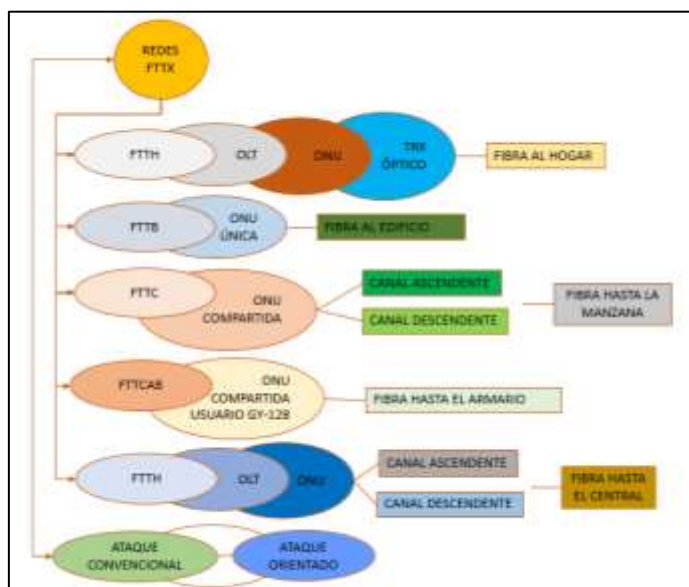 REDES
FTTX
FTTH
OLT
ONU
TRX
ÓPTICO
FIBRA AL HOGAR
FTTB
ONU
ÚNICA
FIBRA AL EDIFICIO
FTTC
ONU
COMPARTIDA
CANAL ASCENDENTE
CANAL DESCENDENTE
FIBRA HASTA LA
MANZANA
FTTCAB
ONU
COMPARTIDA
USUARIO GY-128
FIBRA HASTA EL ARMARIO
FTTH
OLT
ONU
CANAL ASCENDENTE
CANAL DESCENDENTE
FIBRA HASTA
EL CENTRAL
ATAQUE
CONVENCIONAL
ATAQUE
ORIENTADO